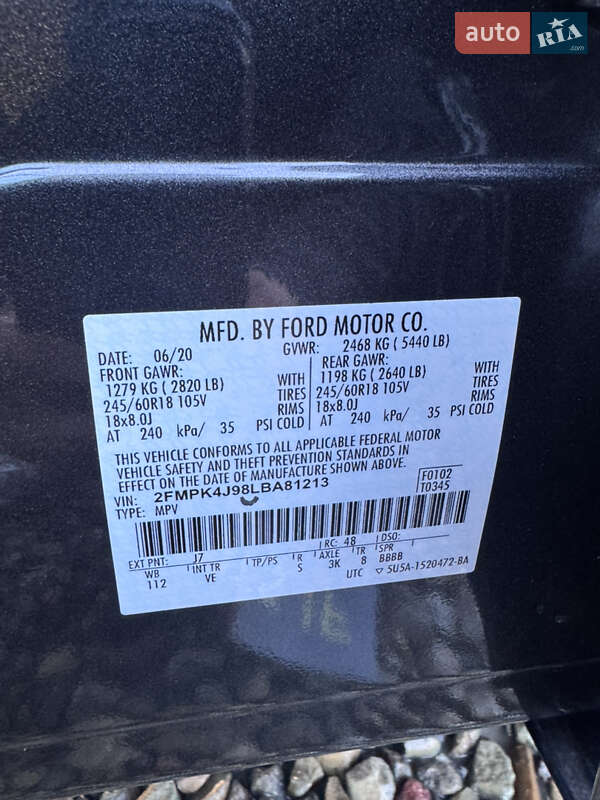 auto RIA.com
MFD. BY FORD MOTOR CO.
DATE: 06/20 GVWR: 2468 KG ( 5440 LB)
FRONT GAWR: REAR GAWR:
1279 KG ( 2820 LB) WITH 1198 KG ( 2640 LB) WITH
245/60R18 105V TIRES 245/60R18 105V TIRES
18x8.0J RIMS 18x8.0J RIMS
AT 240 kPa/ 35 PSI COLD AT 240 kPa/ 35 PSI COLD
THIS VEHICLE CONFORMS TO ALL APPLICABLE FEDERAL MOTOR
VEHICLE SAFETY AND THEFT PREVENTION STANDARDS IN
EFFECT ON THE DATE OF MANUFACTURE SHOWN ABOVE.
VIN: 2FMPK4J98LBA81213 F0102
TYPE: MPV T0345
EXT PNT: J7 RC: 48 DSO:
WB INT TR TP/PS R AXLE TR SPR
112 VE S 3K 8 BBBB
UTC ▽ 5U5A-1520472-BA